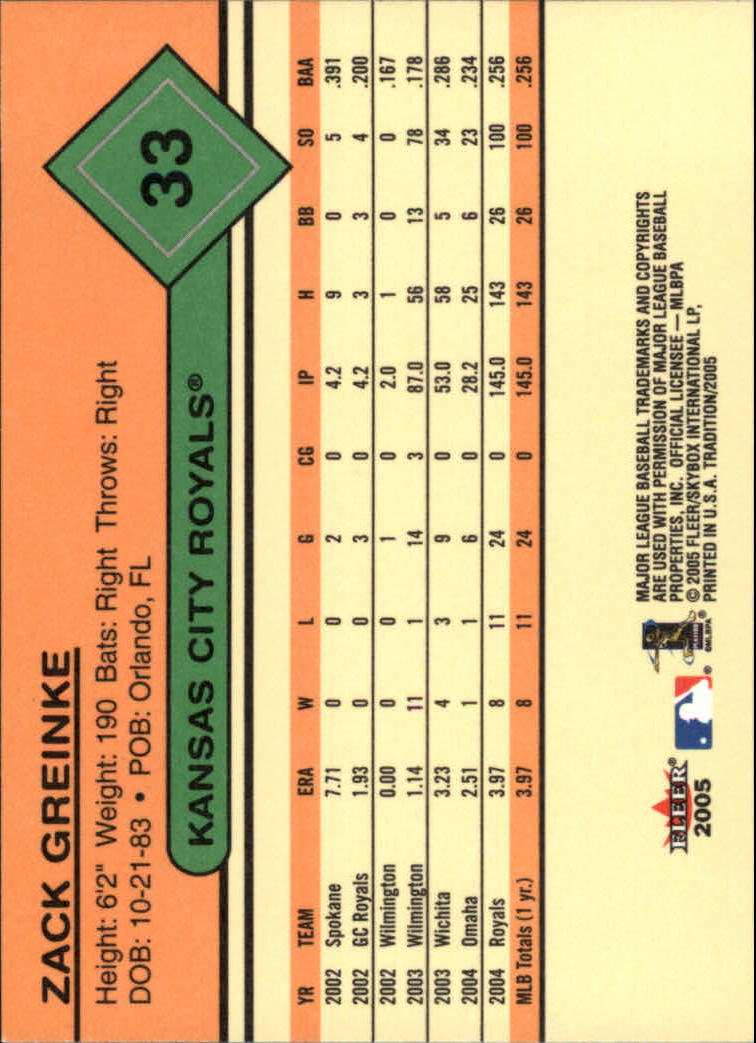 ZACK GREINKE
Height: 6'2" Weight: 190 Bats: Right Throws: Right
DOB: 10-21-83 • POB: Orlando, FL
33
KANSAS CITY ROYALS®
YR TEAM ERA W L G CG IP H BB SO BAA
2002 Spokane 7.71 0 0 2 0 4.2 9 0 5 .391
2002 GC Royals 1.93 0 0 3 0 4.2 3 3 4 .200
2002 Wilmington 0.00 0 0 1 0 2.0 1 0 0 .167
2003 Wilmington 1.14 11 1 14 3 87.0 56 13 78 .178
2003 Wichita 3.23 4 3 9 0 53.0 58 5 34 .286
2004 Omaha 2.51 1 1 6 0 28.2 25 6 23 .234
2004 Royals 3.97 8 11 24 0 145.0 143 26 100 .256
MLB Totals (1 yr.) 3.97 8 11 24 0 145.0 143 26 100 .256
FLEER®
2005
®
©MLBPA
MAJOR LEAGUE BASEBALL TRADEMARKS AND COPYRIGHTS
ARE USED WITH PERMISSION OF MAJOR LEAGUE BASEBALL
PROPERTIES, INC. OFFICIAL LICENSEE — MLBPA
© 2005 FLEER/SKYBOX INTERNATIONAL LP,
PRINTED IN U.S.A. TRADITION/2005